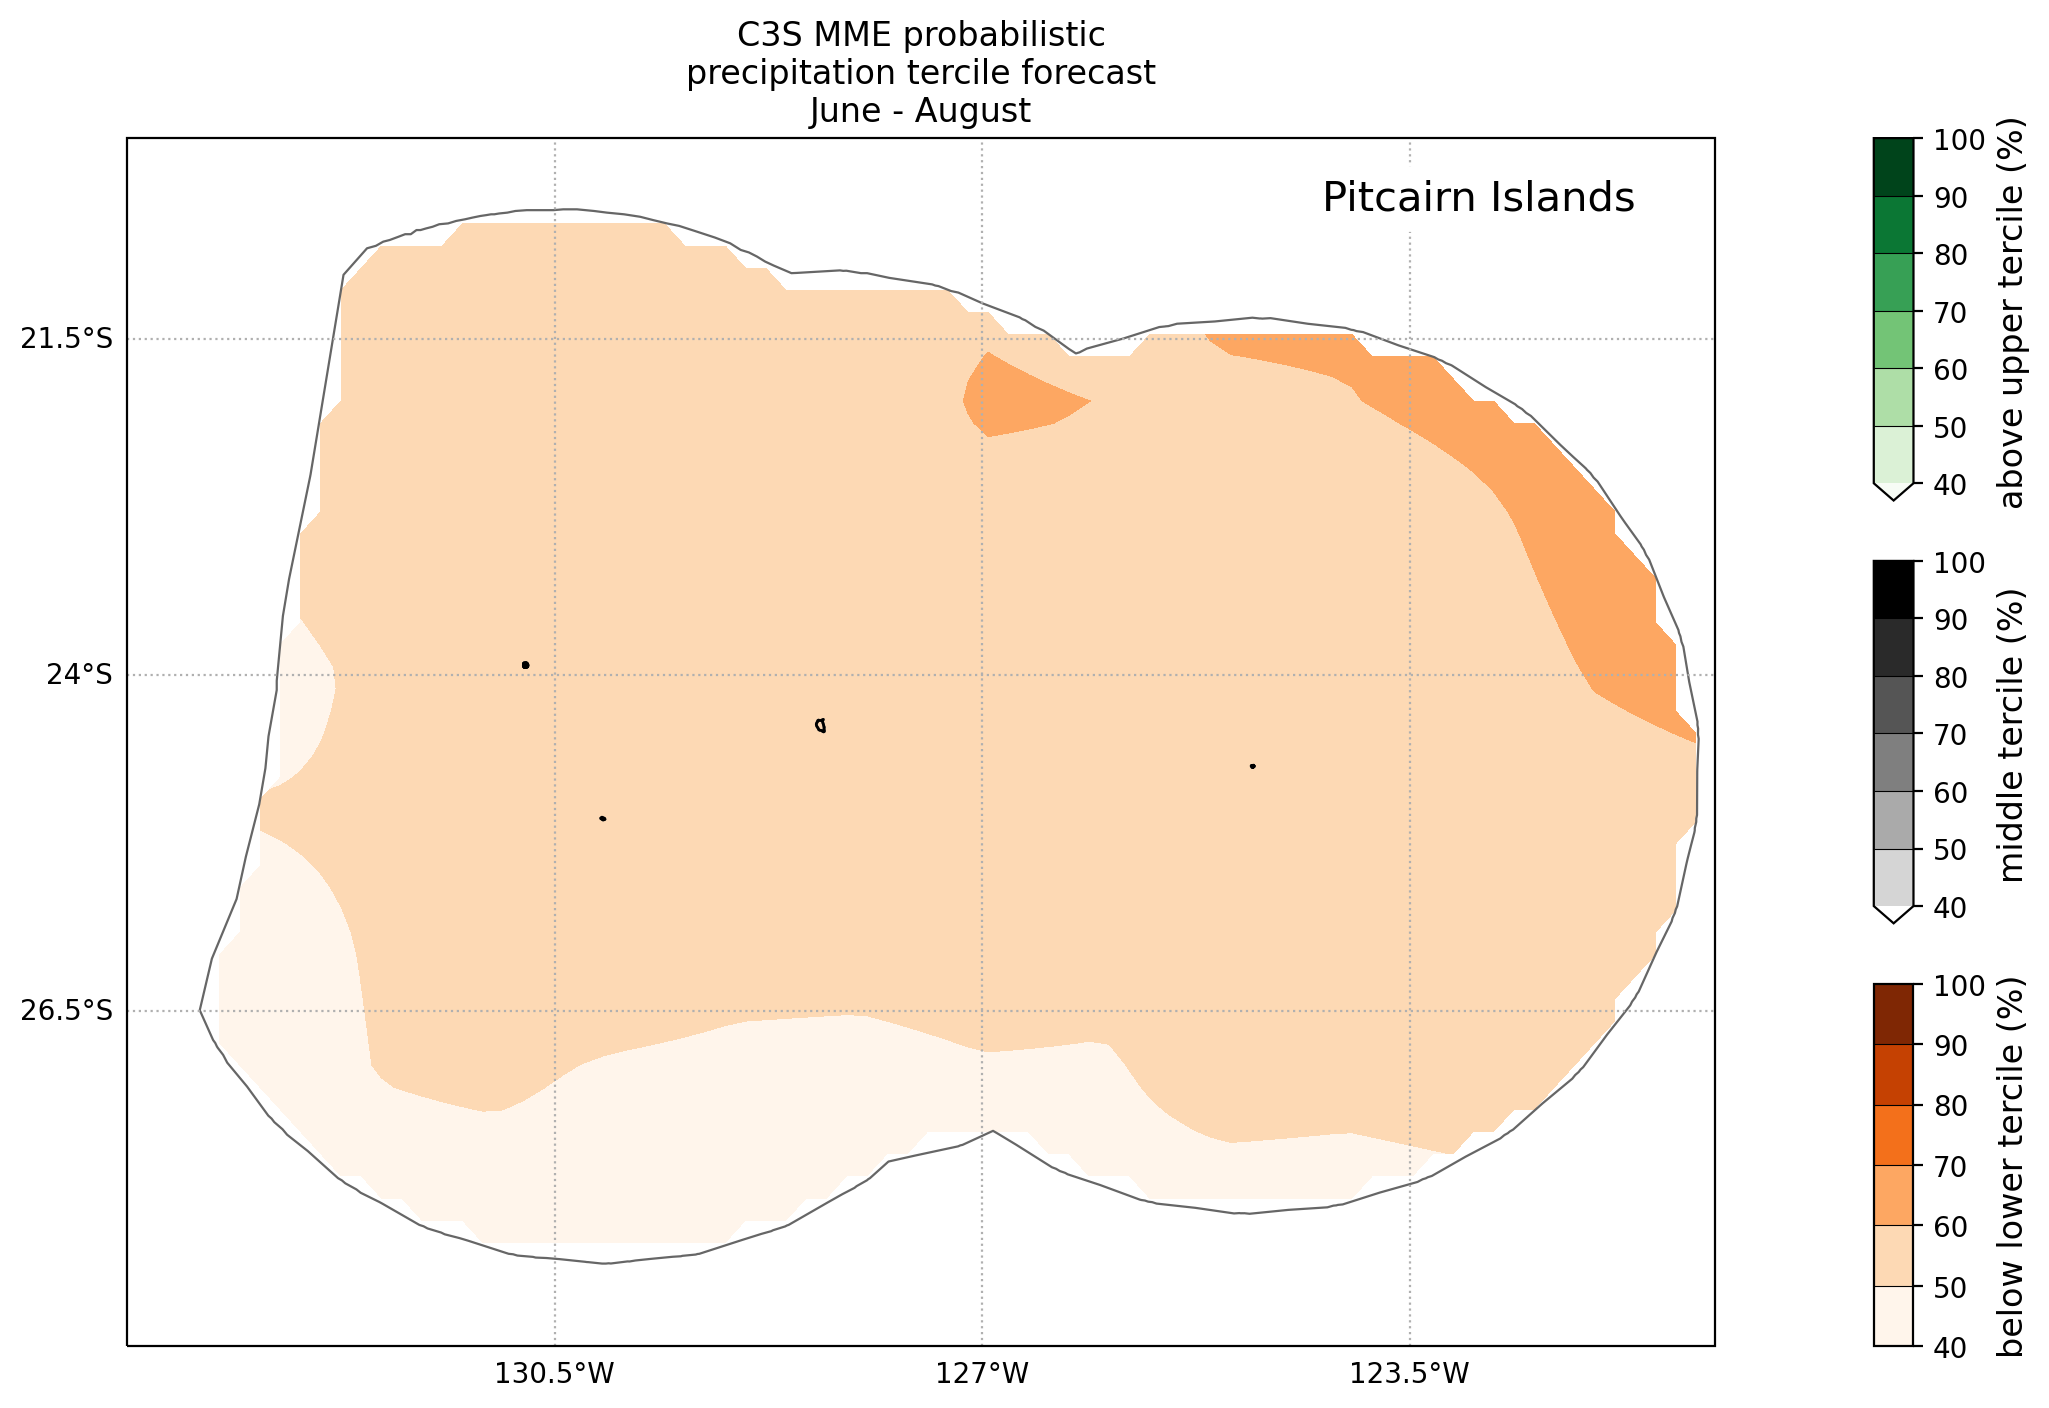 C3S MME probabilistic
precipitation tercile forecast
June - August
Pitcairn Islands
21.5°S
24°S
26.5°S
130.5°W
127°W
123.5°W
100
90
80
70
60
50
40
above upper tercile (%)
100
90
80
70
60
50
40
middle tercile (%)
100
90
80
70
60
50
40
below lower tercile (%)